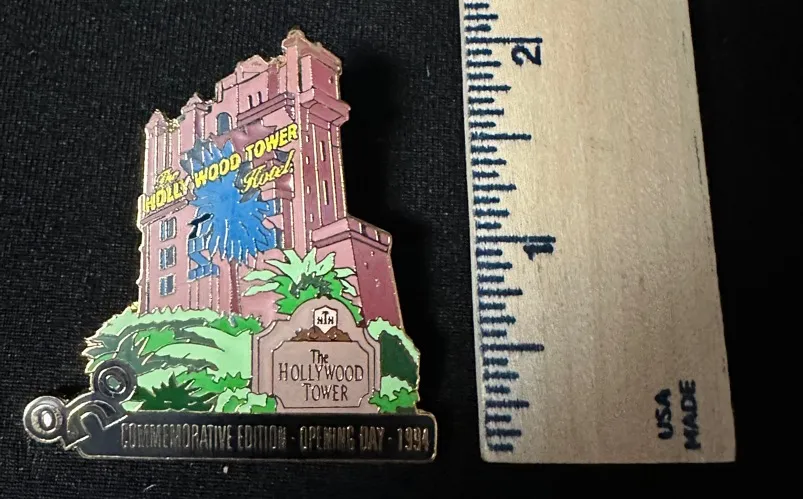 The
HOLLYWOOD TOWER
Hotel
HTH
The
HOLLYWOOD
TOWER
COMMEMORATIVE EDITION · OPENING DAY · 1994
2
1
USA
MADE